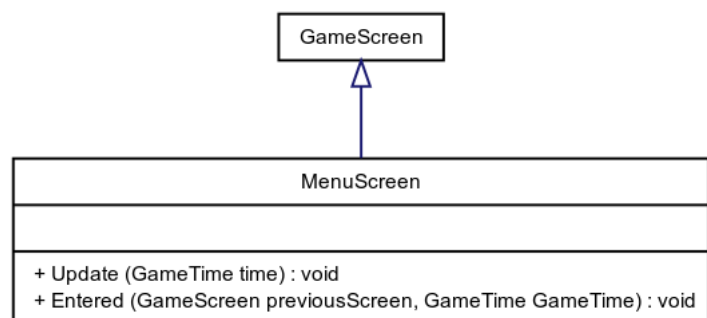 GameScreen
MenuScreen
+ Update (GameTime time) : void
+ Entered (GameScreen previousScreen, GameTime GameTime) : void